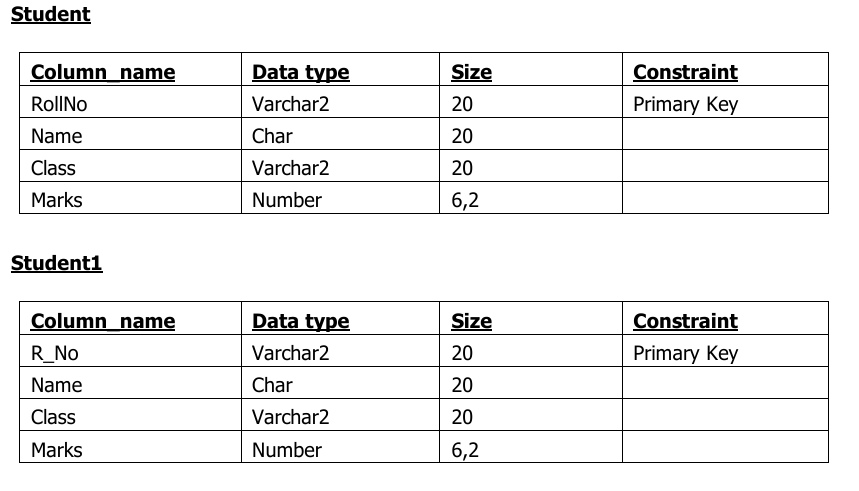 Student
Column_name Data type Size Constraint
RollNo Varchar2 20 Primary Key
Name Char 20
Class Varchar2 20
Marks Number 6,2
Student1
Column_name Data type Size Constraint
R_No Varchar2 20 Primary Key
Name Char 20
Class Varchar2 20
Marks Number 6,2